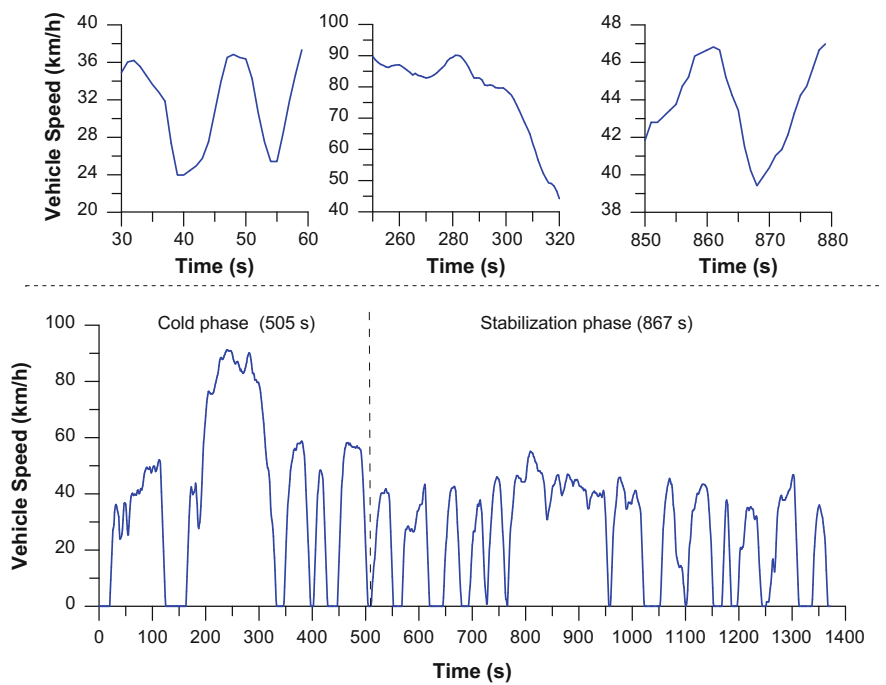 Vehicle Speed (km/h)
40
36
32
28
24
20
30 40 50 60
Time (s)
100
90
80
70
60
50
40
260 280 300 320
Time (s)
48
46
44
42
40
38
850 860 870 880
Time (s)
Cold phase (505 s)
Stabilization phase (867 s)
Vehicle Speed (km/h)
100
80
60
40
20
0
0 100 200 300 400 500 600 700 800 900 1000 1100 1200 1300 1400
Time (s)